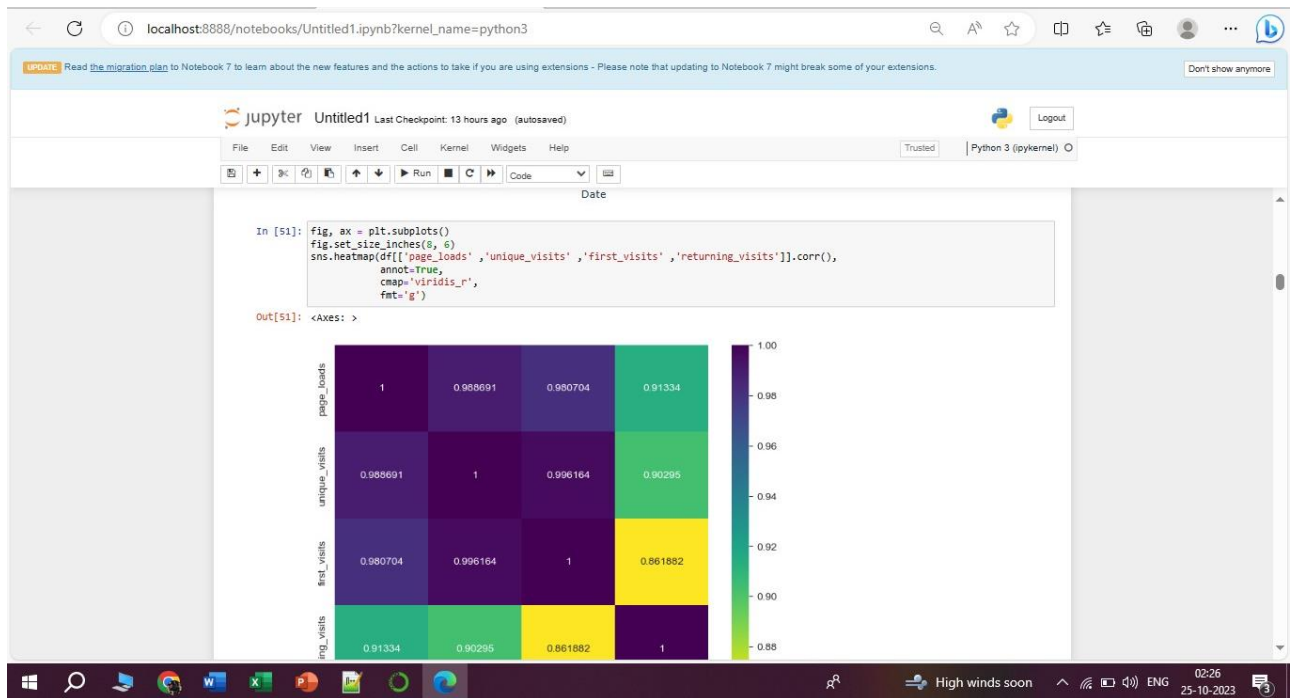 localhost:8888/notebooks/Untitled1.ipynb?kernel_name=python3
UPDATE Read the migration plan to Notebook 7 to learn about the new features and the actions to take if you are using extensions - Please note that updating to Notebook 7 might break some of your extensions.
Don't show anymore
jupyter Untitled1 Last Checkpoint: 13 hours ago (autosaved)
Logout
File Edit View Insert Cell Kernel Widgets Help
Trusted Python 3 (ipykernel)
Run Code
Date
In [51]: fig, ax = plt.subplots()
fig.set_size_inches(8, 6)
sns.heatmap(df[['page_loads' ,'unique_visits' ,'first_visits' ,'returning_visits']].corr(),
annot=True,
cmap='viridis_r',
fmt='g')
Out[51]: <Axes: >
page_loads 1 0.988691 0.980704 0.91334
unique_visits 0.988691 1 0.996164 0.90295
first_visits 0.980704 0.996164 1 0.861882
ing_visits 0.91334 0.90295 0.861882 1
1.00
0.98
0.96
0.94
0.92
0.90
0.88
High winds soon
ENG
02:26
25-10-2023
3